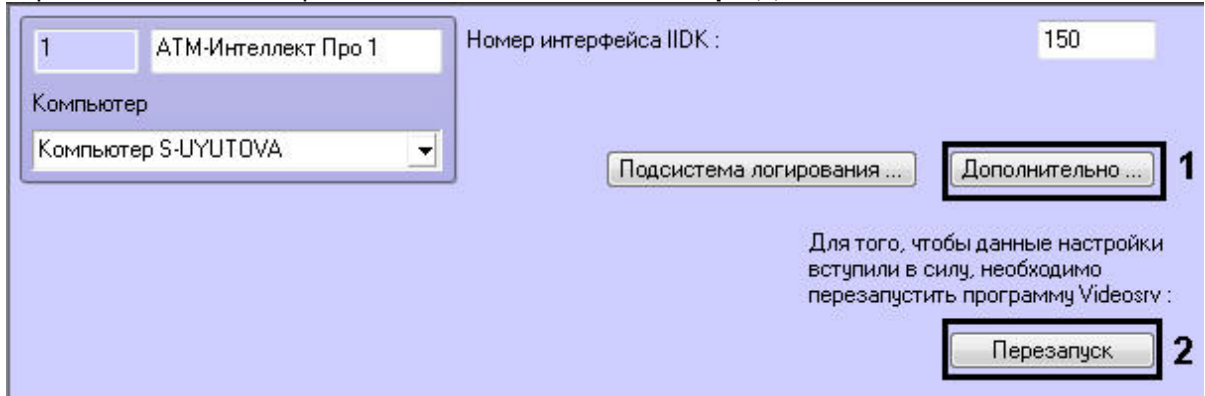 1 АТМ-Интеллект Про 1
Номер интерфейса IIDK :
150
Компьютер
Компьютер S-UYUTOVA
Подсистема логирования ...
Дополнительно ...
1
Для того, чтобы данные настройки
вступили в силу, необходимо
перезапустить программу Videosrv :
Перезапуск
2